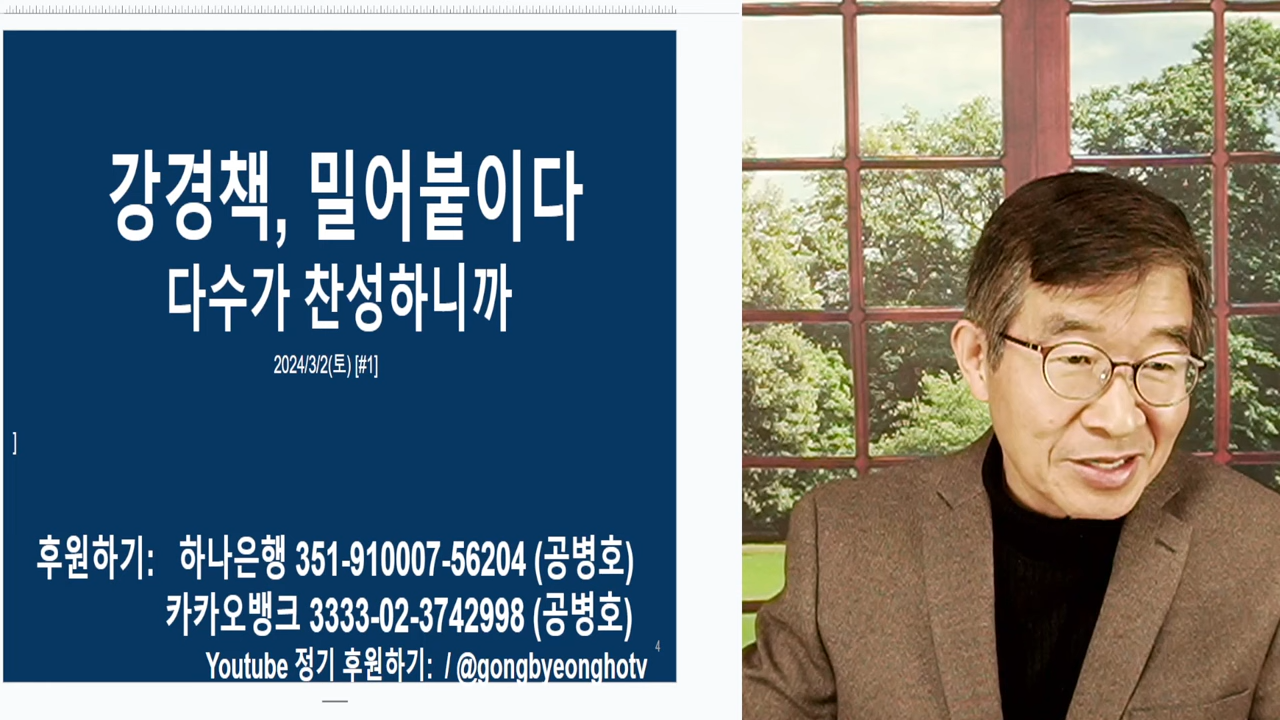 강경책, 밀어붙이다
다수가 찬성하니까
2024/3/2(토) [#1]
]
후원하기: 하나은행 351-910007-56204 (공병호)
카카오뱅크 3333-02-3742998 (공병호)
4
Youtube 정기 후원하기: / @gongbyeonghotv